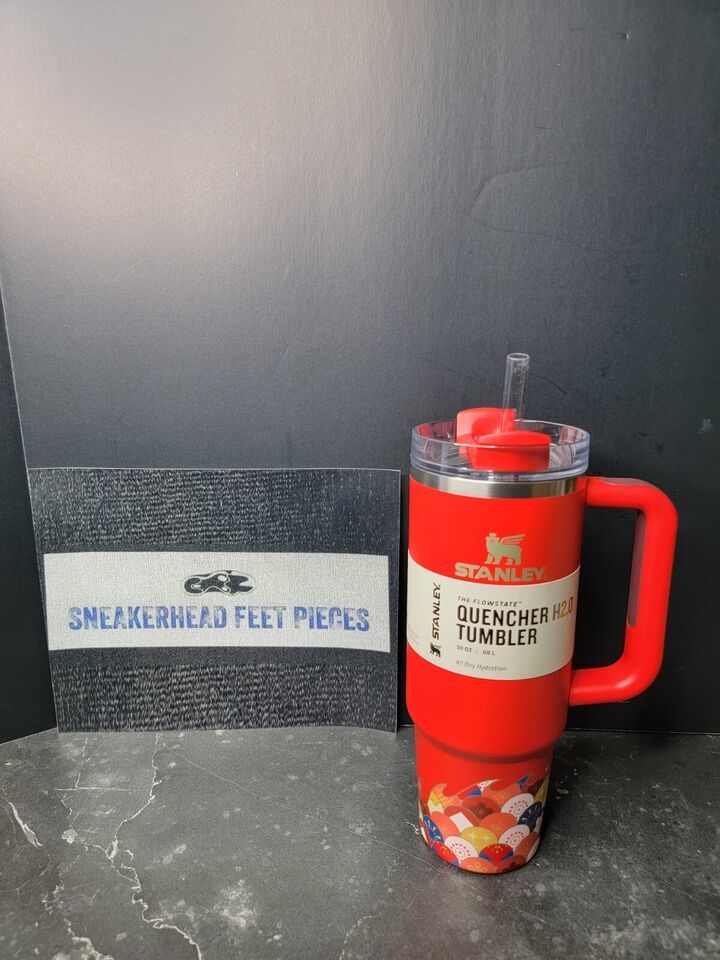 SNEAKERHEAD FEET PIECES
STANLEY
STANLEY.
THE FLOWSTATE™
QUENCHER H2.0
TUMBLER
30 OZ | .88 L
All Day Hydration